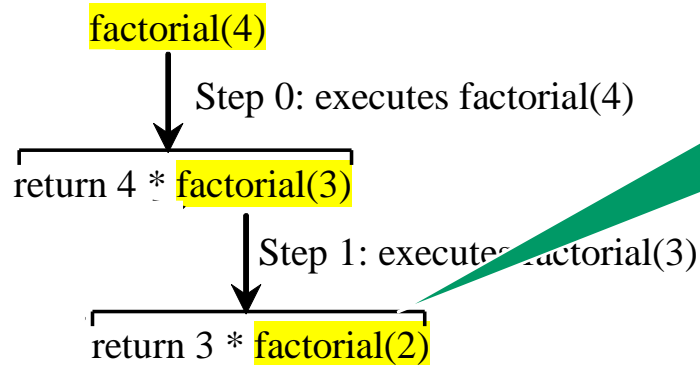 factorial(4)
Step 0: executes factorial(4)
return 4 * factorial(3)
Step 1: executes factorial(3)
return 3 * factorial(2)